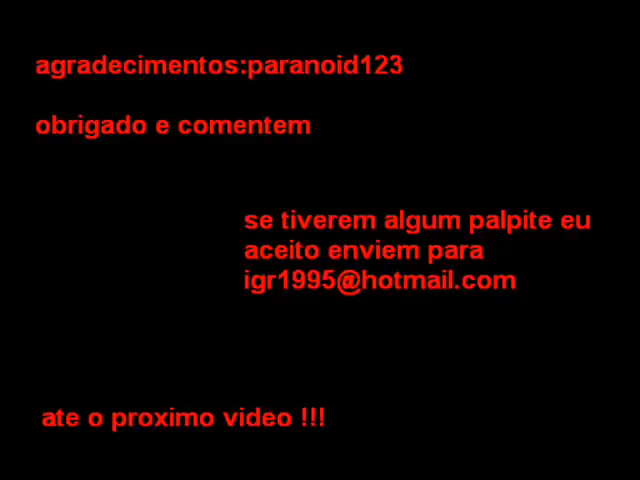 agradecimentos:paranoid123
obrigado e comentem
se tiverem algum palpite eu
aceito enviem para
igr1995@hotmail.com
ate o proximo video !!!